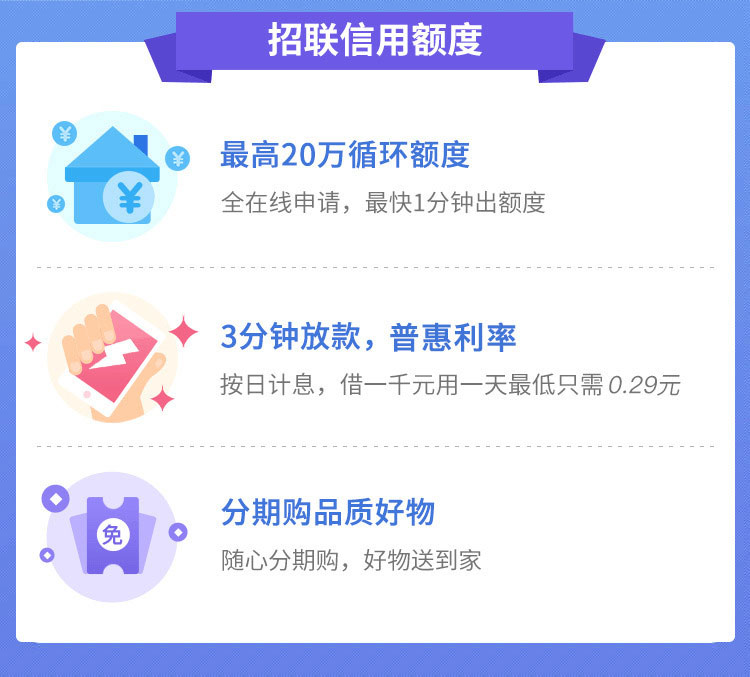 招联信用额度
¥
¥
¥
¥
最高20万循环额度
全在线申请，最快1分钟出额度
3分钟放款，普惠利率
按日计息，借一千元用一天最低只需0.29元
免
分期购品质好物
随心分期购，好物送到家